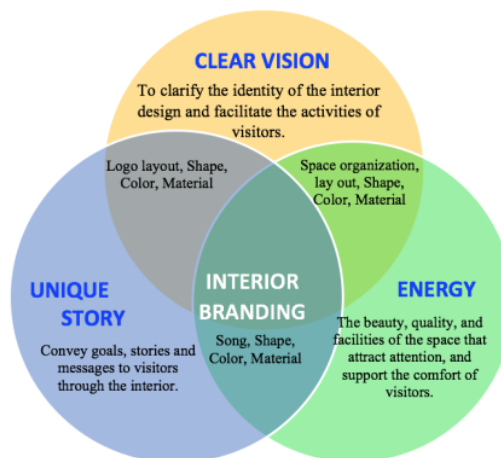 CLEAR VISION
To clarify the identity of the interior
design and facilitate the activities of
visitors.
Logo layout, Shape,
Color, Material
Space organization,
lay out, Shape,
Color, Material
UNIQUE
STORY
Convey goals, stories and
messages to visitors
through the interior.
INTERIOR
BRANDING
Song, Shape,
Color, Material
ENERGY
The beauty, quality, and
facilities of the space that
attract attention, and
support the comfort of
visitors.